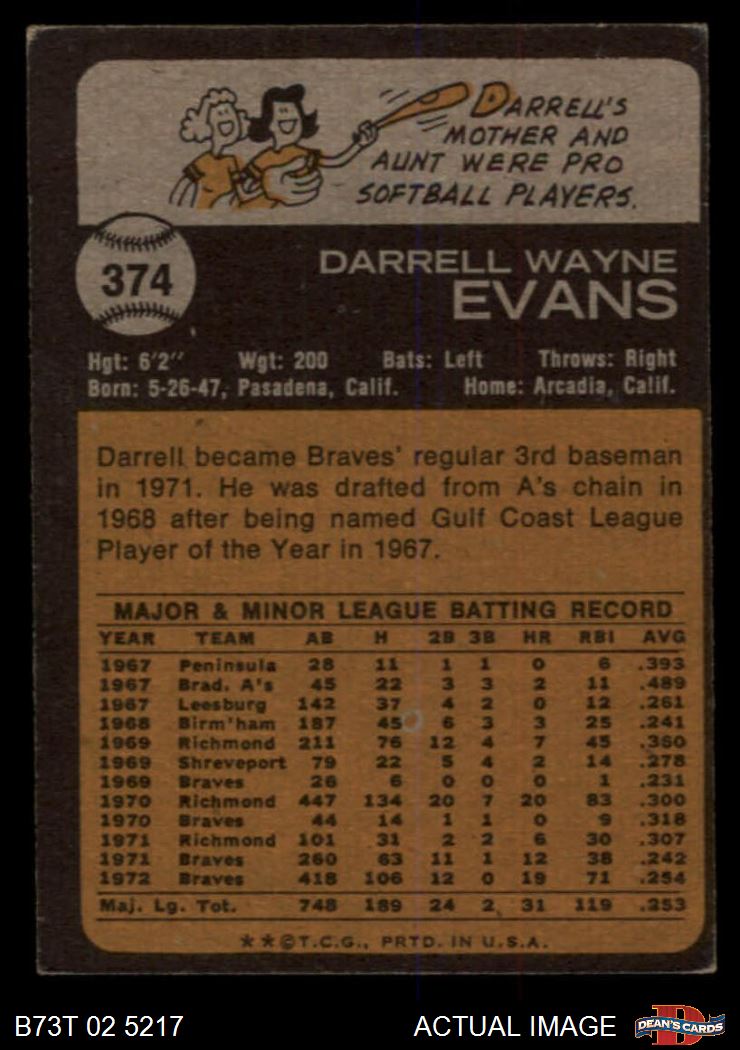 DARRELL'S
MOTHER AND
AUNT WERE PRO
SOFTBALL PLAYERS.
374
DARRELL WAYNE
EVANS
Hgt: 6'2" Wgt: 200 Bats: Left Throws: Right
Born: 5-26-47, Pasadena, Calif. Home: Arcadia, Calif.
Darrell became Braves' regular 3rd baseman
in 1971. He was drafted from A's chain in
1968 after being named Gulf Coast League
Player of the Year in 1967.
MAJOR & MINOR LEAGUE BATTING RECORD
YEAR TEAM AB H 2B 3B HR RBI AVG
1967 Peninsula 28 11 1 1 0 6 .393
1967 Brad. A's 45 22 3 3 2 11 .489
1967 Leesburg 142 37 4 2 0 12 .261
1968 Birm'ham 187 45 6 3 3 25 .241
1969 Richmond 211 76 12 4 7 45 .360
1969 Shreveport 79 22 5 4 2 14 .278
1969 Braves 26 6 0 0 0 1 .231
1970 Richmond 447 134 20 7 20 83 .300
1970 Braves 44 14 1 1 0 9 .318
1971 Richmond 101 31 2 2 6 30 .307
1971 Braves 260 63 11 1 12 38 .242
1972 Braves 418 106 12 0 19 71 .254
Maj. Lg. Tot. 748 189 24 2 31 119 .253
**©T.C.G., PRTD. IN U.S.A.
B73T 02 5217 ACTUAL IMAGE D DEAN'S CARDS